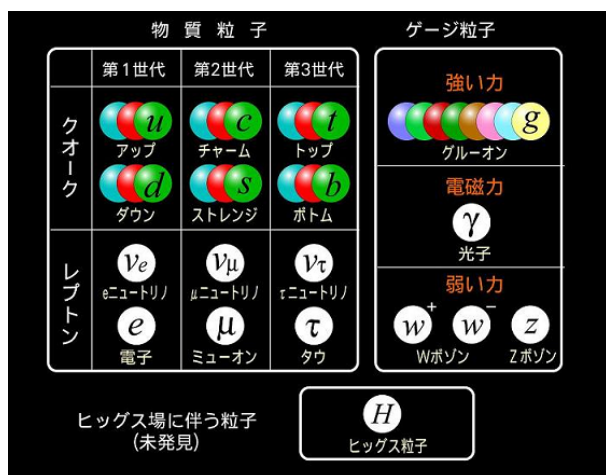 物質粒子
ゲージ粒子
第1世代 第2世代 第3世代
クオーク
u c t
アップ チャーム トップ
d s b
ダウン ストレンジ ボトム
レプトン
νe νμ ντ
eニュートリノ μニュートリノ τニュートリノ
e μ τ
電子 ミューオン タウ
強い力
g
グルーオン
電磁力
γ
光子
弱い力
w+ w− z
Wボゾン Zボゾン
ヒッグス場に伴う粒子
(未発見)
H
ヒッグス粒子